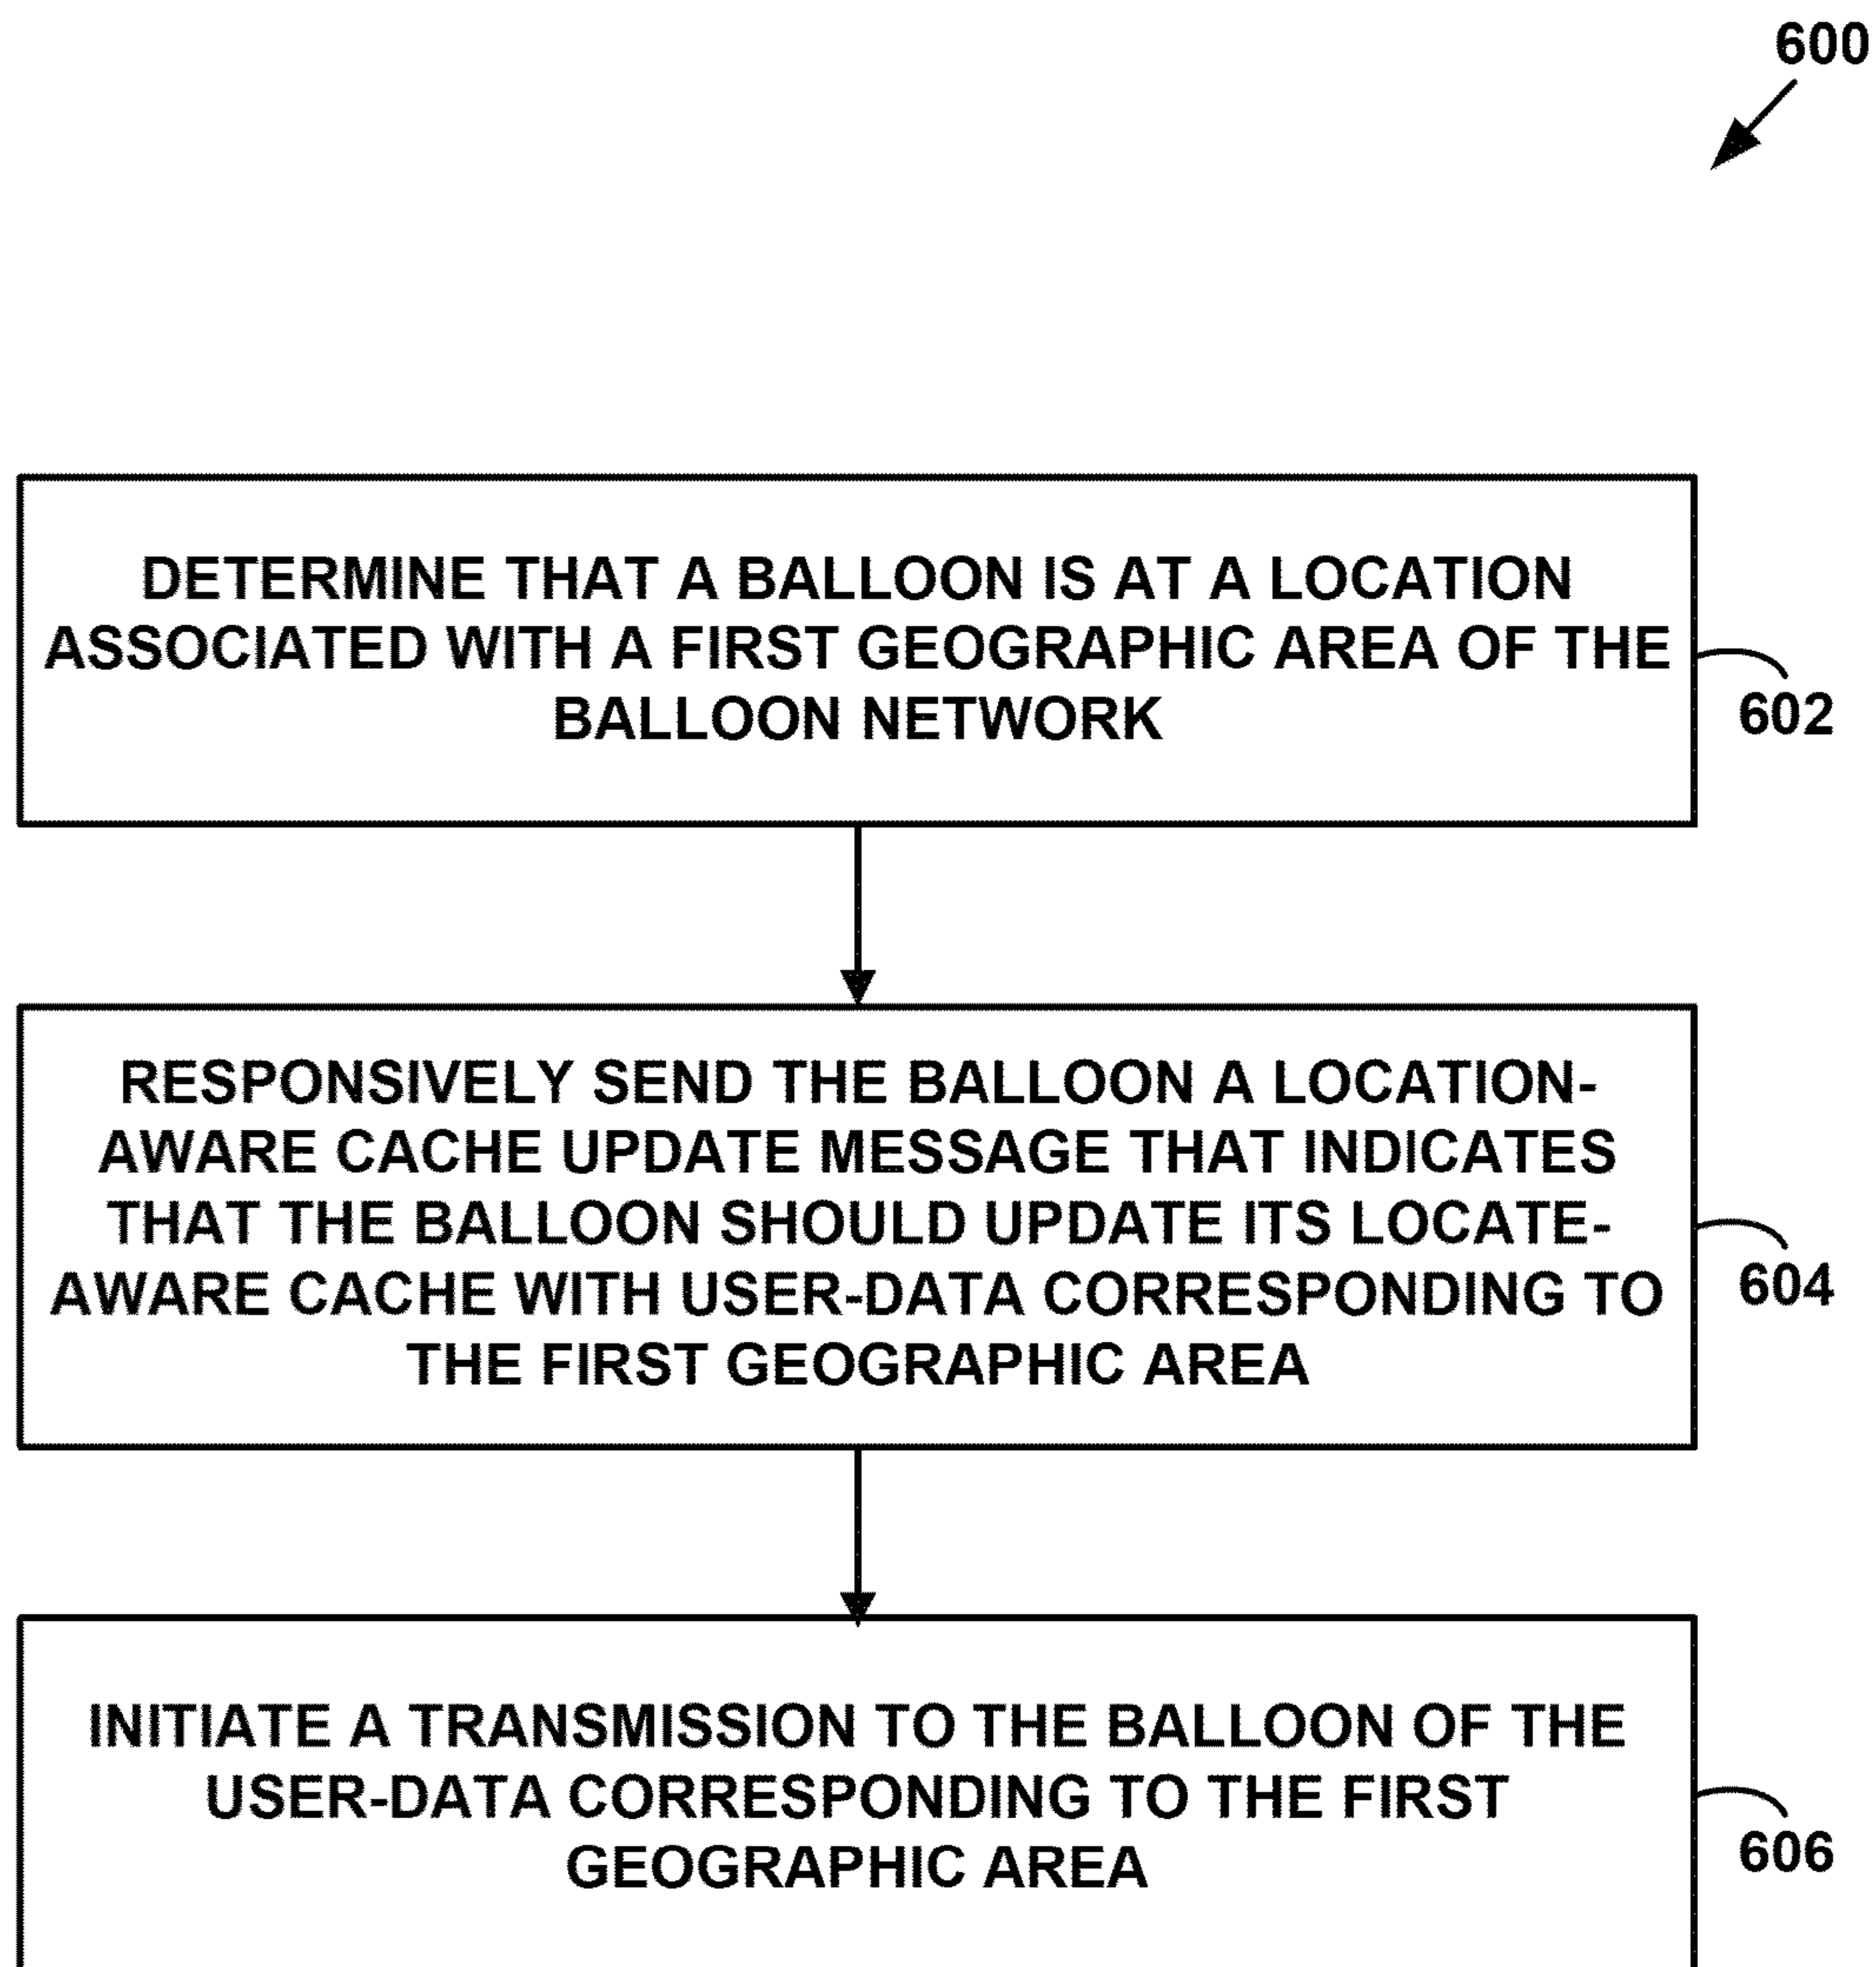 600
DETERMINE THAT A BALLOON IS AT A LOCATION
ASSOCIATED WITH A FIRST GEOGRAPHIC AREA OF THE
BALLOON NETWORK
602
RESPONSIVELY SEND THE BALLOON A LOCATION-
AWARE CACHE UPDATE MESSAGE THAT INDICATES
THAT THE BALLOON SHOULD UPDATE ITS LOCATE-
AWARE CACHE WITH USER-DATA CORRESPONDING TO
THE FIRST GEOGRAPHIC AREA
604
INITIATE A TRANSMISSION TO THE BALLOON OF THE
USER-DATA CORRESPONDING TO THE FIRST
GEOGRAPHIC AREA
606